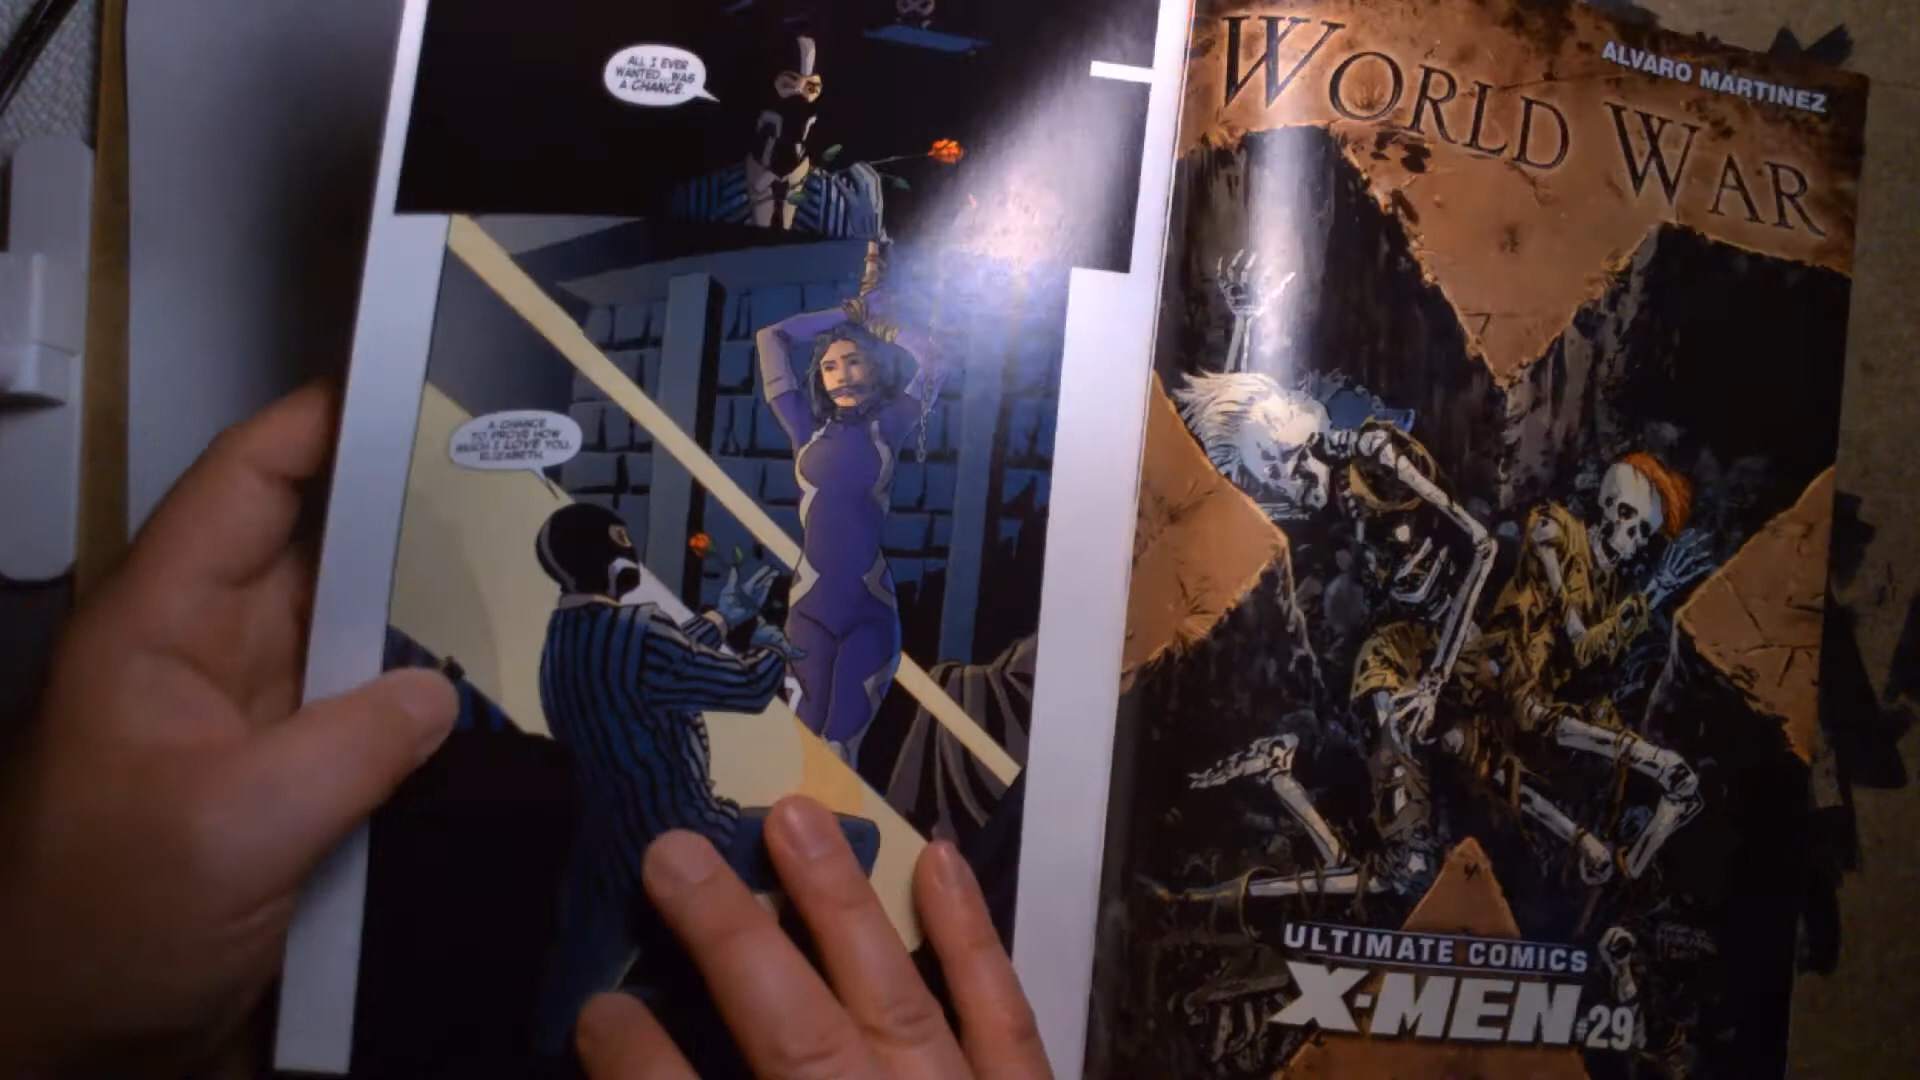 ALL I EVER
WANTED...WAS
A CHANCE.
A CHANCE
TO PROVE HOW
MUCH I LOVE YOU,
ELIZABETH.
WORLD WAR
ALVARO MARTINEZ
ULTIMATE COMICS
X-MEN #29